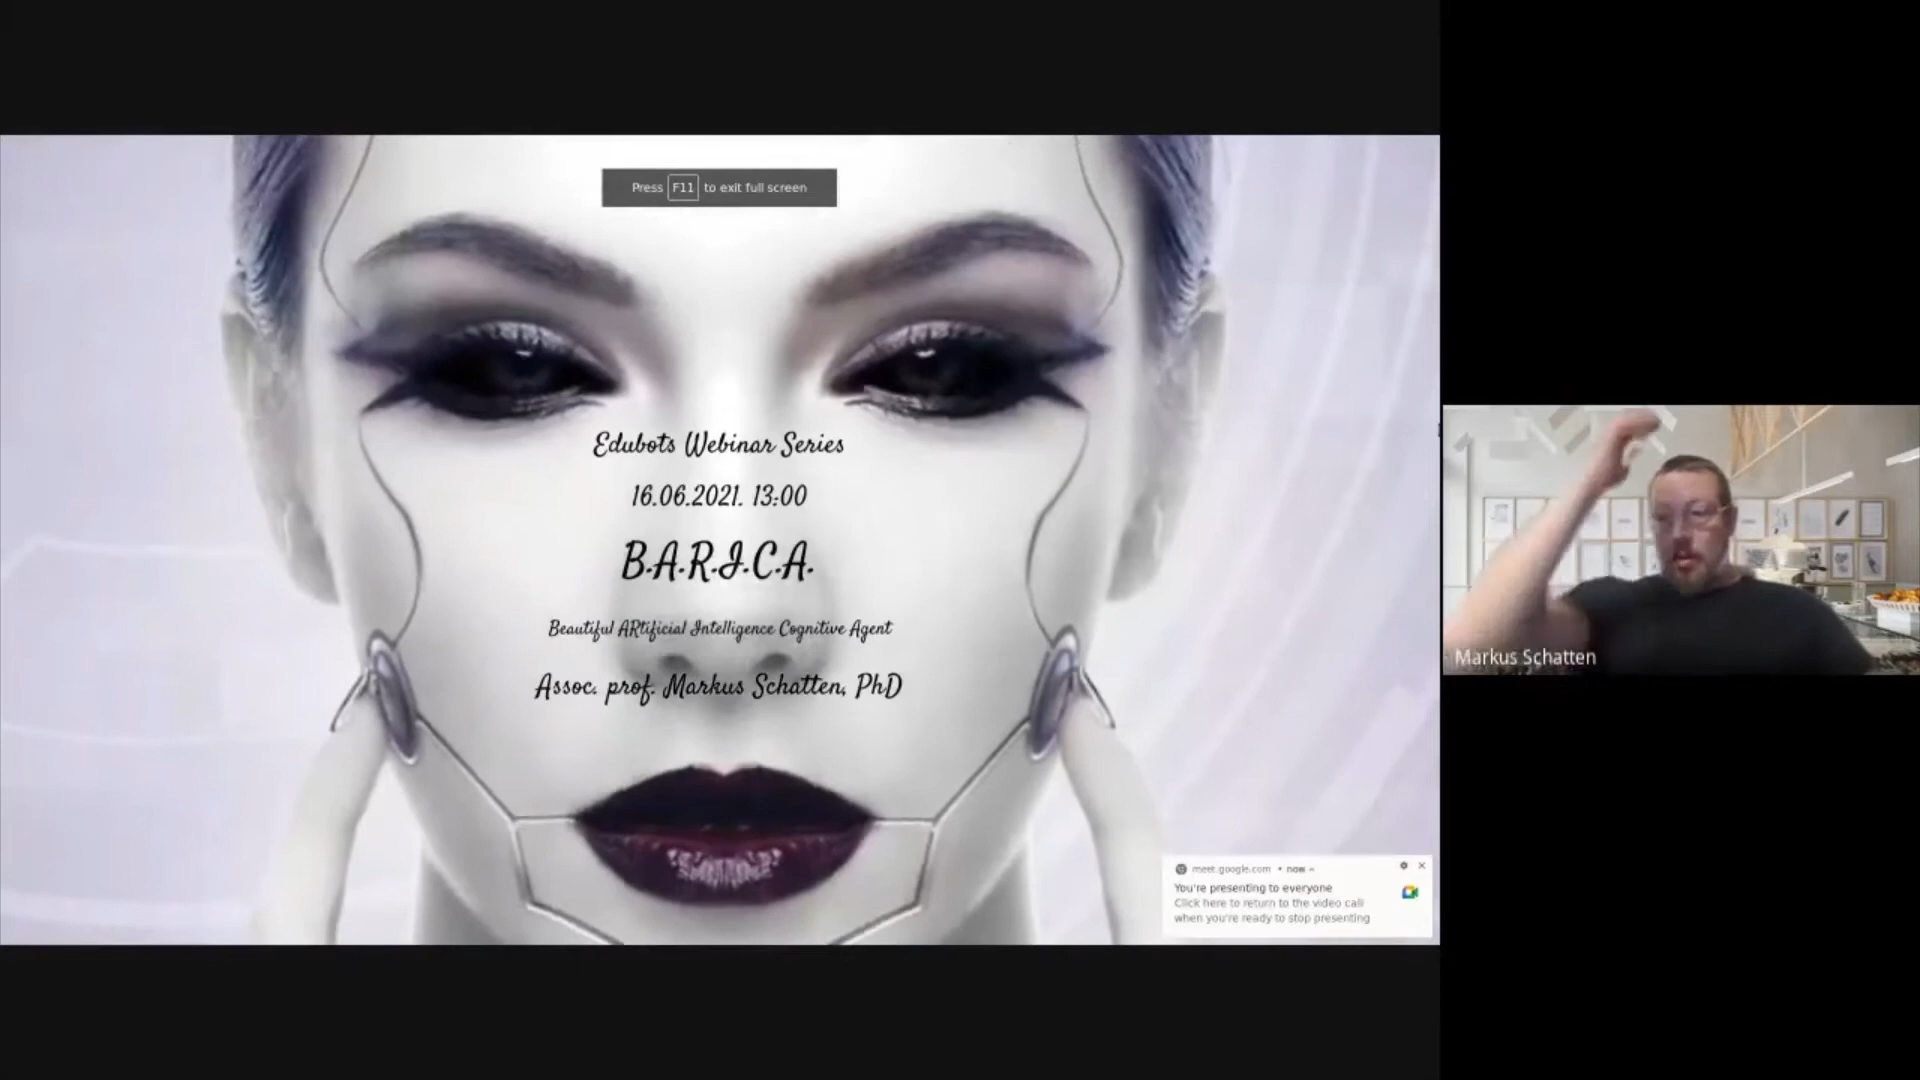 Press F11 to exit full screen
Edubots Webinar Series
16.06.2021. 13:00
B.A.R.I.C.A.
Beautiful ARtificial Intelligence Cognitive Agent
Assoc. prof. Markus Schatten, PhD
Markus Schatten
meet.google.com • now
You're presenting to everyone
Click here to return to the video call
when you're ready to stop presenting